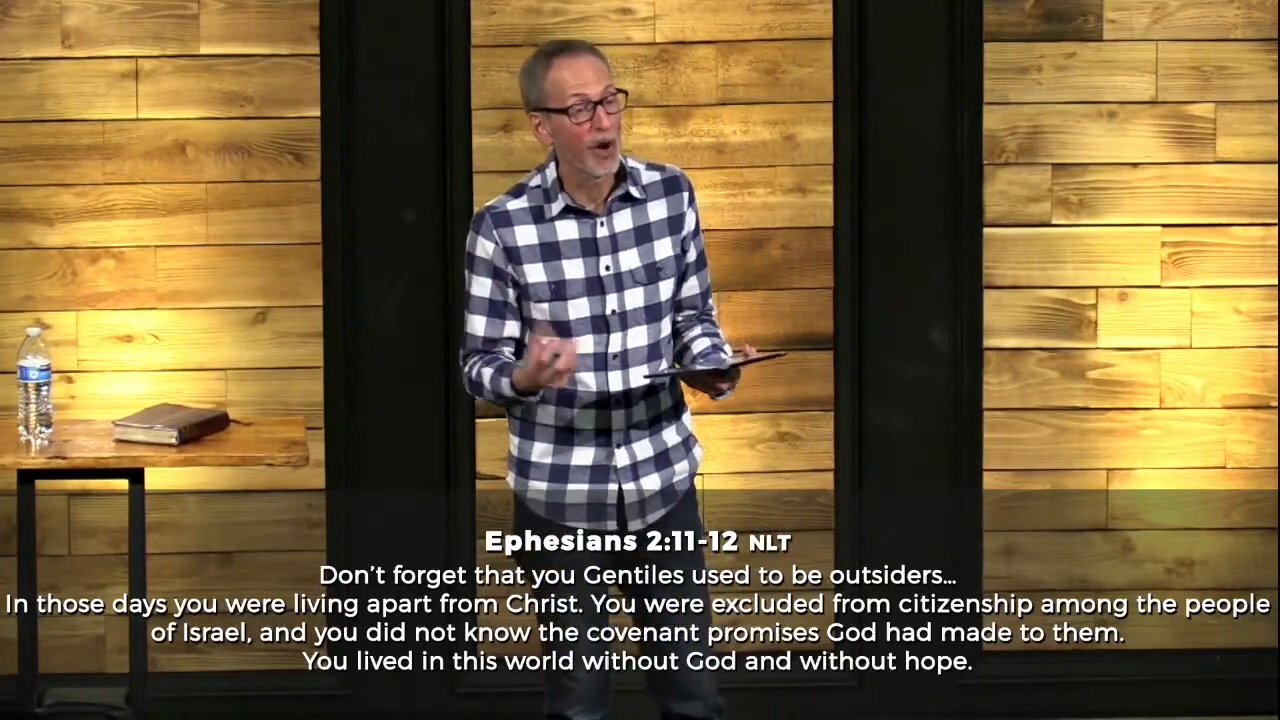 Ephesians 2:11-12 NLT
Don't forget that you Gentiles used to be outsiders...
In those days you were living apart from Christ. You were excluded from citizenship among the people
of Israel, and you did not know the covenant promises God had made to them.
You lived in this world without God and without hope.